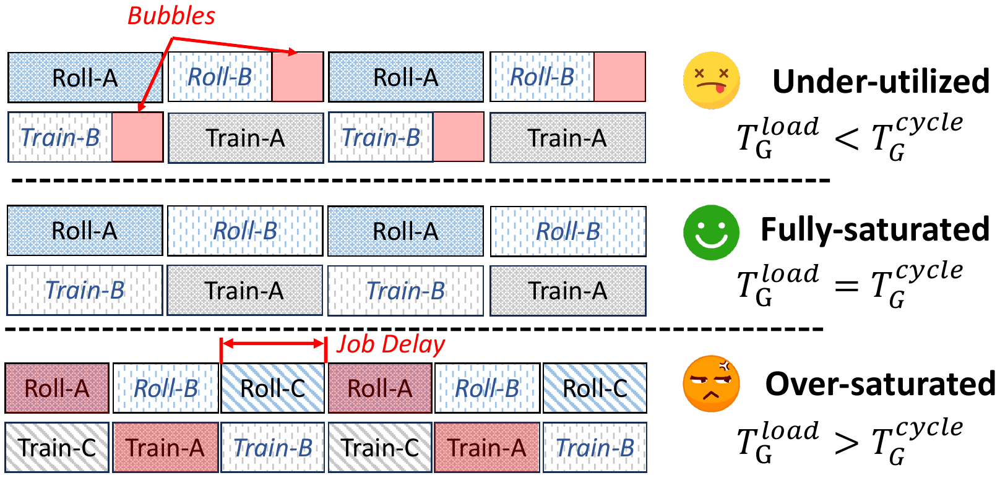 Bubbles
Roll-A Roll-B Roll-A Roll-B
Train-B Train-A Train-B Train-A
Under-utilized
T_G^{load} < T_G^{cycle}
Roll-A Roll-B Roll-A Roll-B
Train-B Train-A Train-B Train-A
Fully-saturated
T_G^{load} = T_G^{cycle}
Job Delay
Roll-A Roll-B Roll-C Roll-A Roll-B Roll-C
Train-C Train-A Train-B Train-C Train-A Train-B
Over-saturated
T_G^{load} > T_G^{cycle}